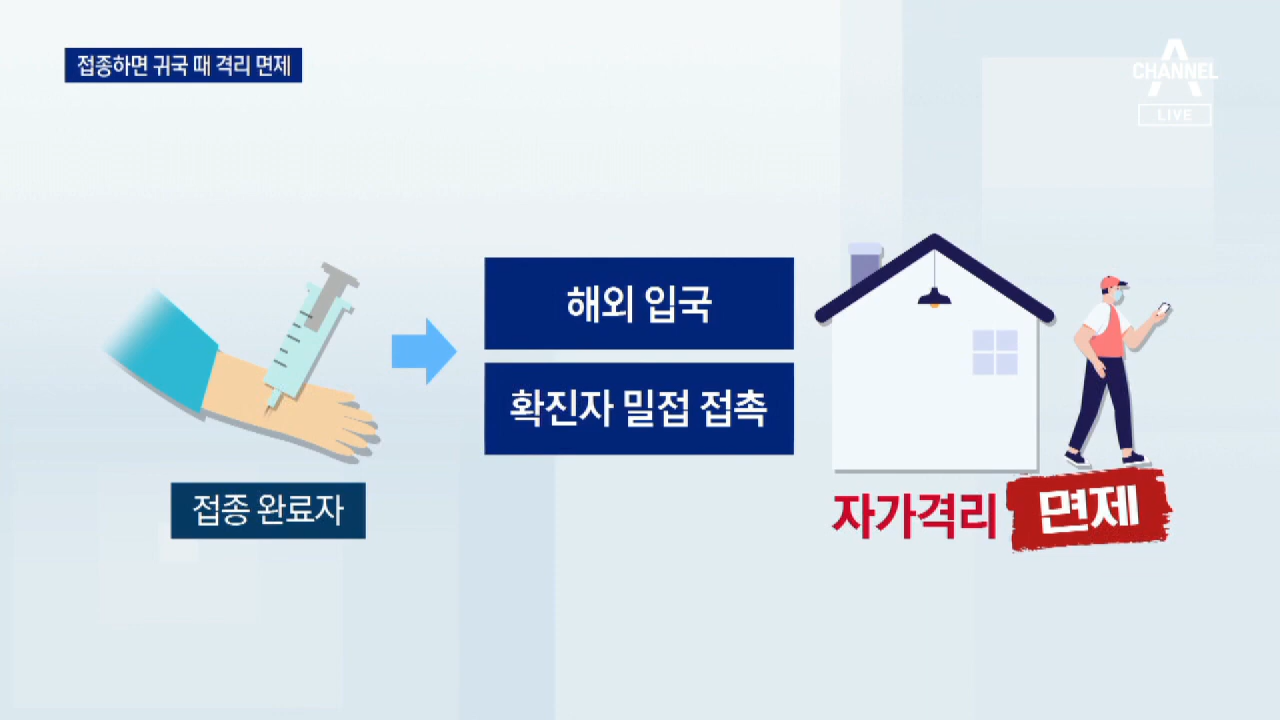 접종하면 귀국 때 격리 면제
CHANNEL A
LIVE
해외 입국
확진자 밀접 접촉
접종 완료자
자가격리 면제